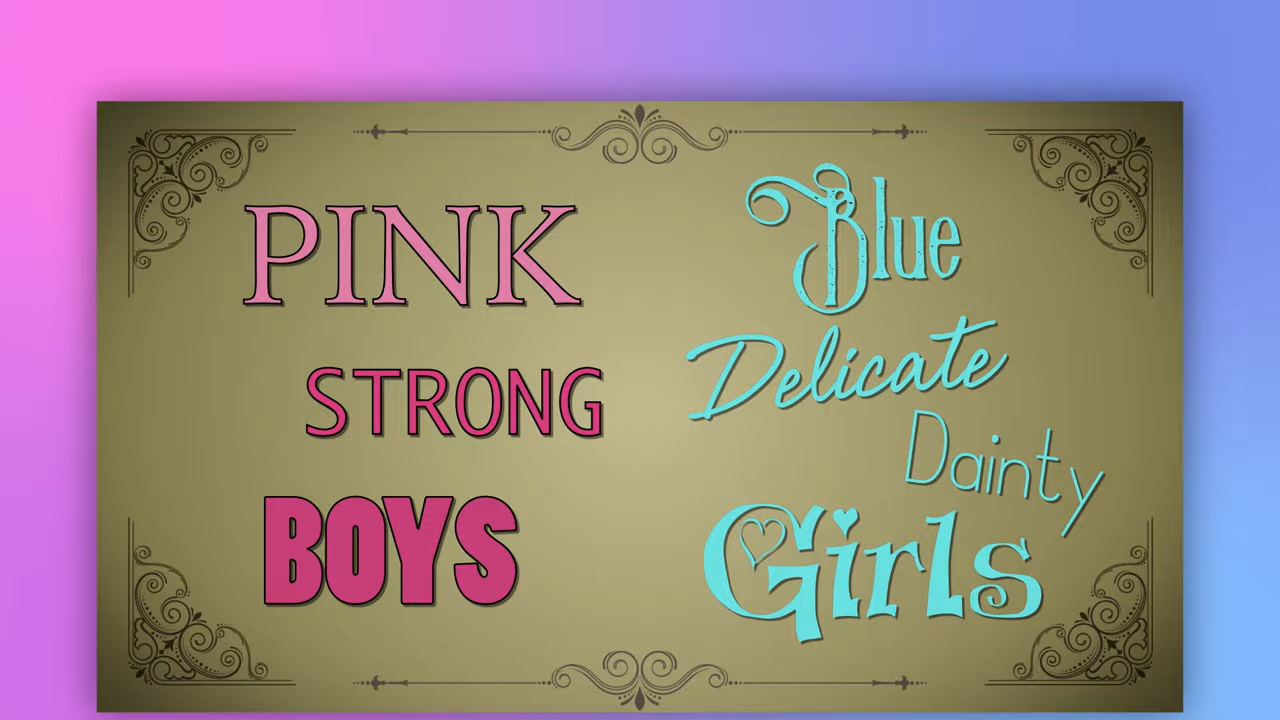 PINK
STRONG
BOYS
Blue
Delicate
Dainty
Girls